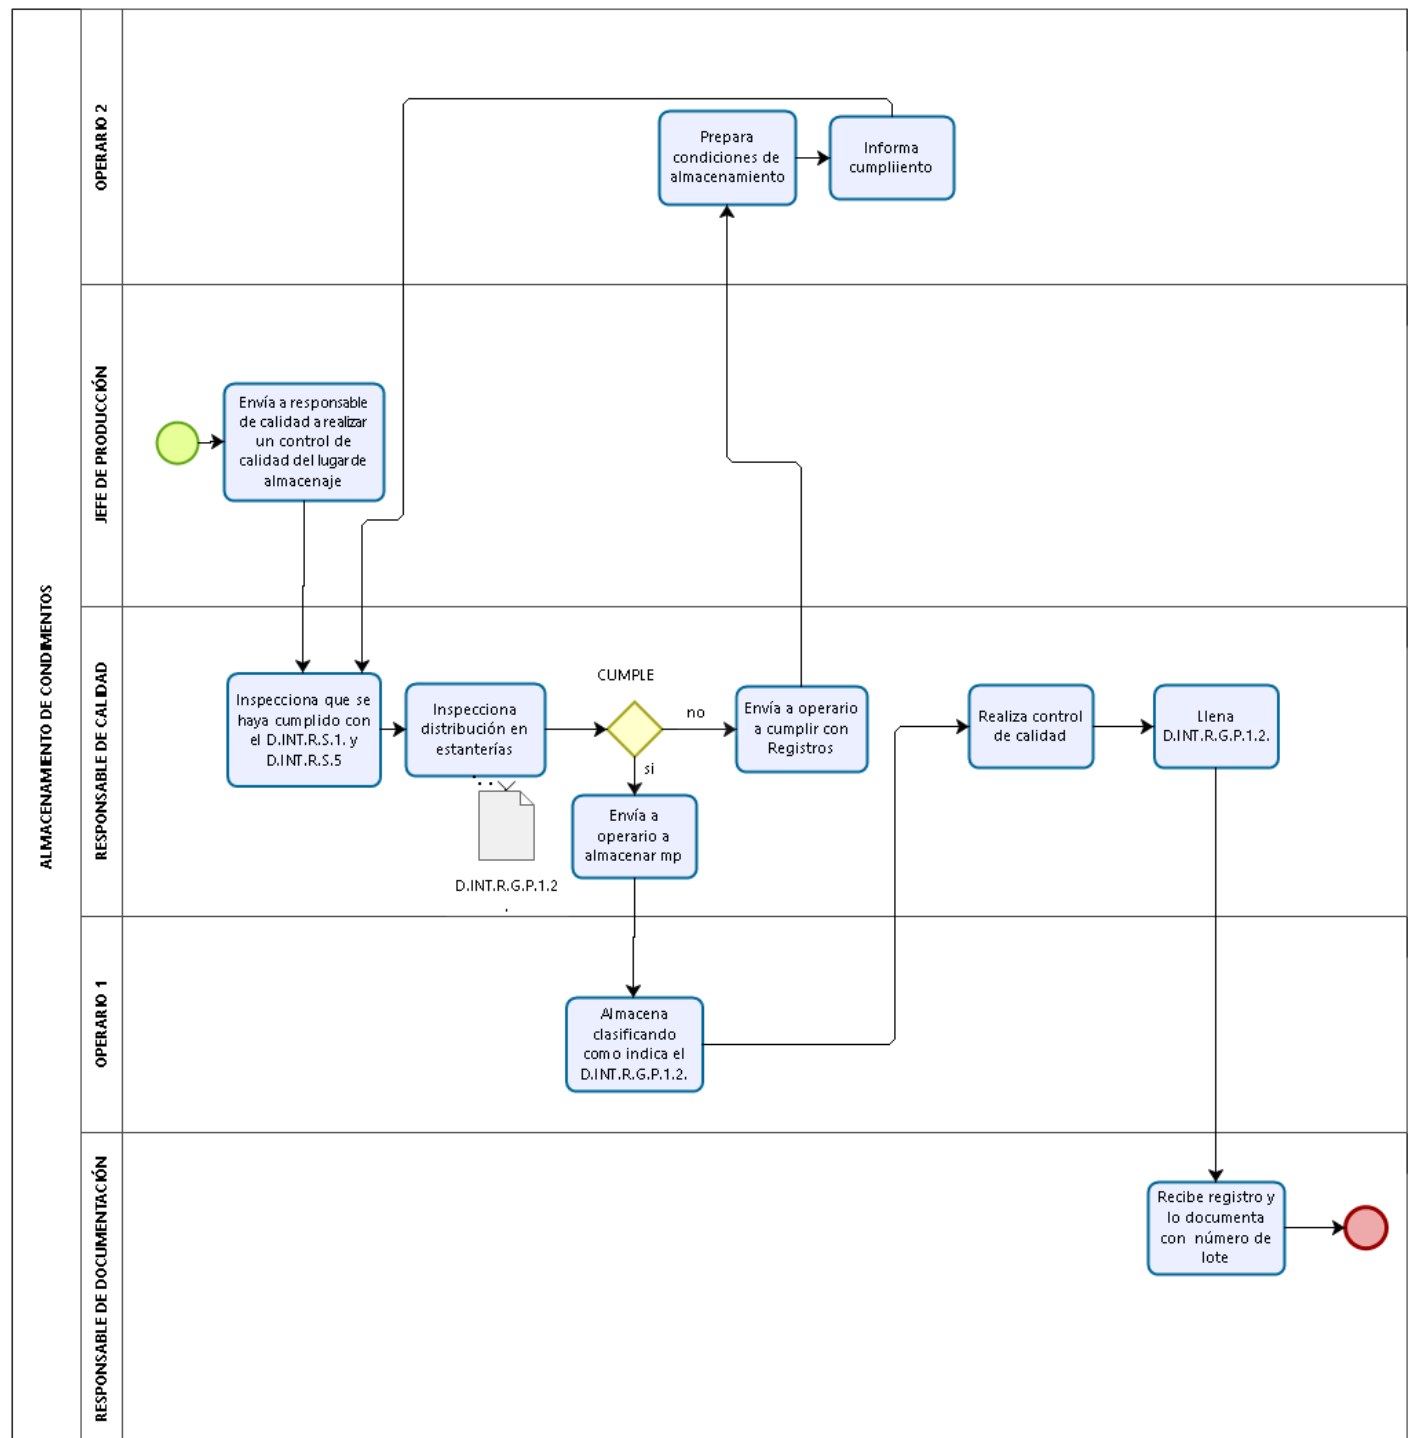 ALMACENAMIENTO DE CONDIMENTOS
OPERARIO 2
Prepara
condiciones de
almacenamiento
Informa
cumpliiento
JEFE DE PRODUCCIÓN
Envía a responsable
de calidad a realizar
un control de
calidad del lugar de
almacenaje
RESPONSABLE DE CALIDAD
Inspecciona que se
haya cumplido con
el D.INT.R.S.1. y
D.INT.R.S.5
Inspecciona
distribución en
estanterías
D.INT.R.G.P.1.2
.
CUMPLE
no
si
Envía a operario
a cumplir con
Registros
Envía a
operario a
almacenar mp
Realiza control
de calidad
Llena
D.INT.R.G.P.1.2.
OPERARIO 1
Almacena
clasificando
como indica el
D.INT.R.G.P.1.2.
RESPONSABLE DE DOCUMENTACIÓN
Recibe registro y
lo documenta
con número de
lote